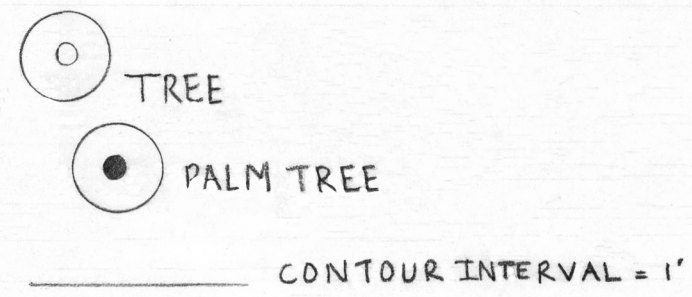 TREE
PALM TREE
CONTOUR INTERVAL = 1'